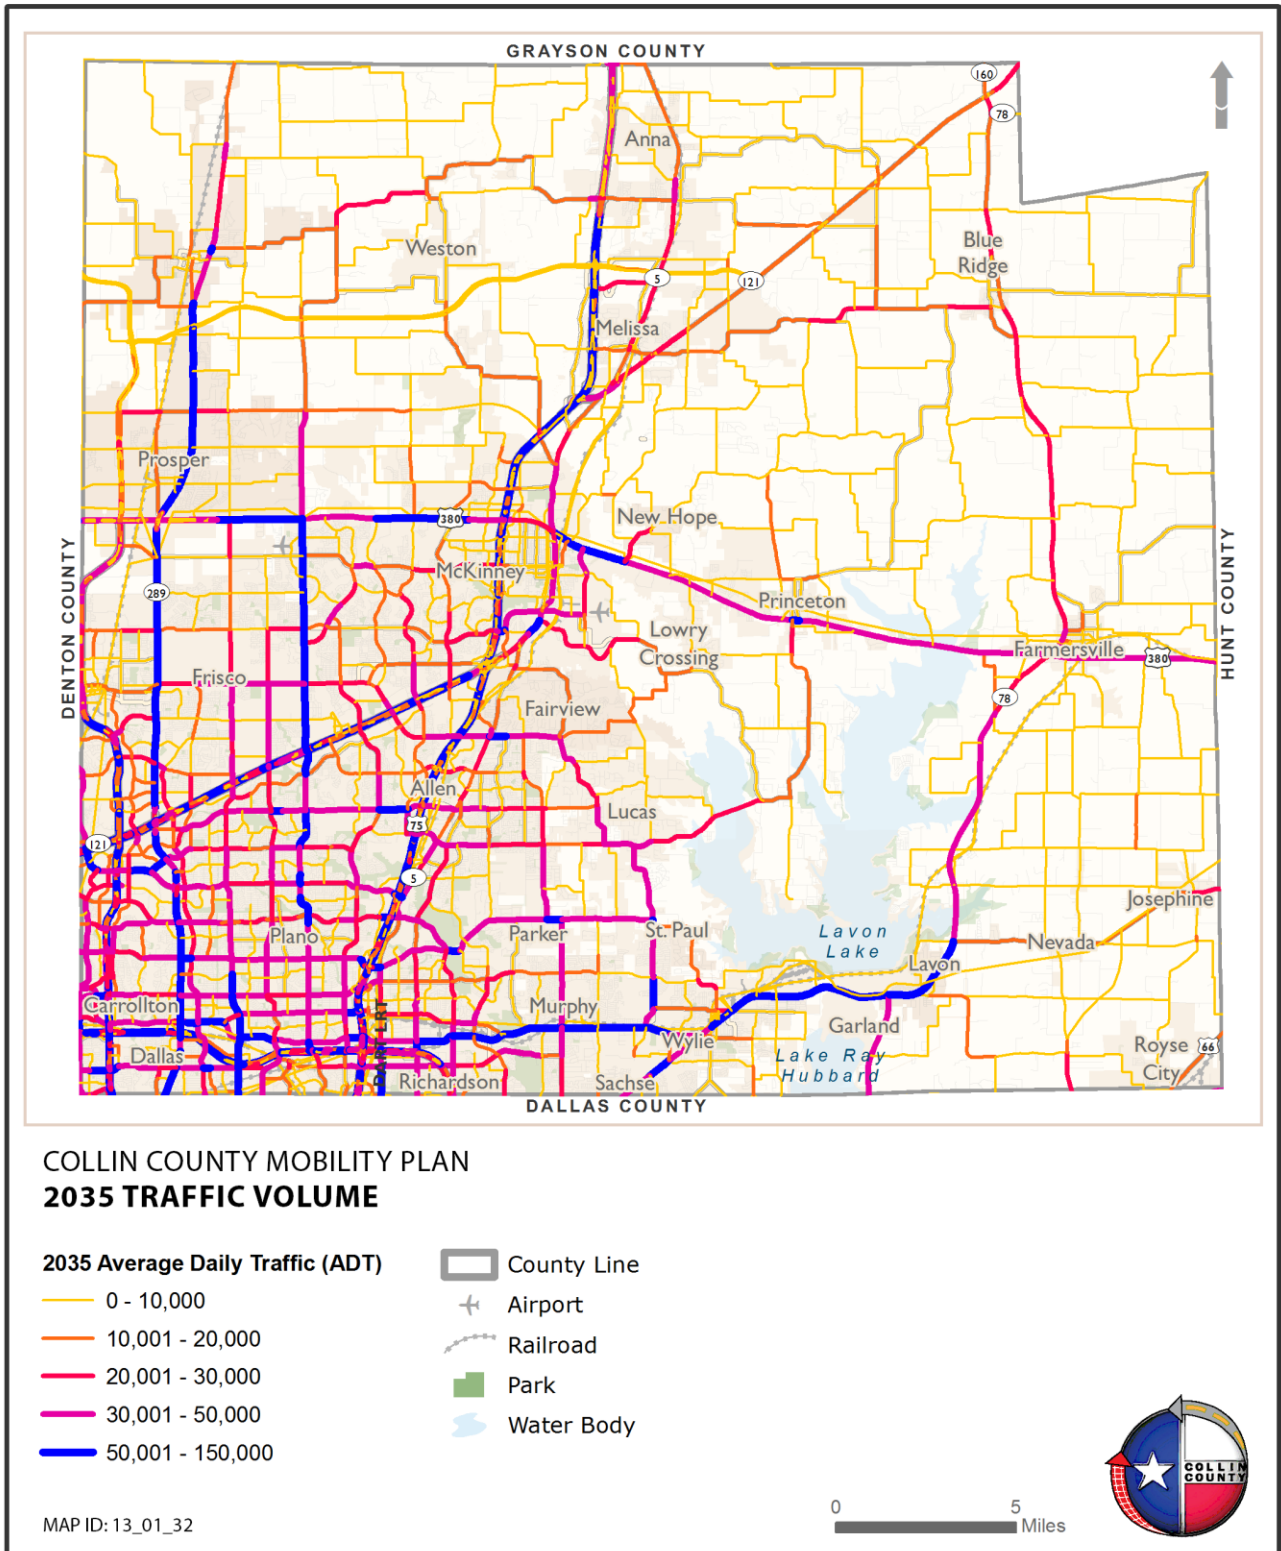 GRAYSON COUNTY
160
78
Anna
Weston
Blue
Ridge
5
121
Melissa
Prosper
380
New Hope
DENTON COUNTY
HUNT COUNTY
McKinney
289
Princeton
Lowry
Crossing
Farmersville
380
Frisco
78
Fairview
Allen
Lucas
75
121
5
Josephine
Plano
Parker
St. Paul
Lavon
Lake
Nevada
Lavon
Carrollton
DART LRT
Murphy
Garland
Wylie
Dallas
Lake Ray
Hubbard
Royse
City
66
Richardson
Sachse
DALLAS COUNTY
COLLIN COUNTY MOBILITY PLAN
2035 TRAFFIC VOLUME
2035 Average Daily Traffic (ADT)
0 - 10,000
10,001 - 20,000
20,001 - 30,000
30,001 - 50,000
50,001 - 150,000
County Line
Airport
Railroad
Park
Water Body
MAP ID: 13_01_32
0 5
Miles
COLLIN
COUNTY